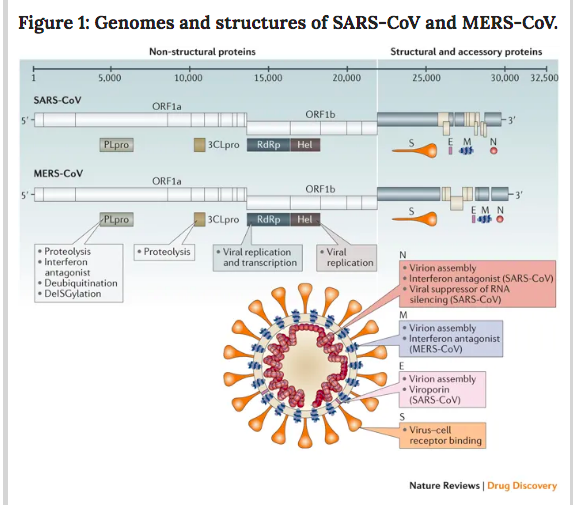 Figure 1: Genomes and structures of SARS-CoV and MERS-CoV.
Non-structural proteins
Structural and accessory proteins
1 5,000 10,000 15,000 20,000 25,000 30,000 32,500
SARS-CoV
ORF1a
ORF1b
5'
3'
PLpro
3CLpro
RdRp
Hel
S
E M N
MERS-CoV
ORF1a
ORF1b
5'
3'
PLpro
3CLpro
RdRp
Hel
S
E M N
• Proteolysis
• Interferon
antagonist
• Deubiquitination
• DeISGylation
• Proteolysis
• Viral replication
and transcription
• Viral
replication
N
• Virion assembly
• Interferon antagonist (SARS-CoV)
• Viral suppressor of RNA
silencing (SARS-CoV)
M
• Virion assembly
• Interferon antagonist
(MERS-CoV)
E
• Virion assembly
• Viroporin
(SARS-CoV)
S
• Virus–cell
receptor binding
Nature Reviews | Drug Discovery